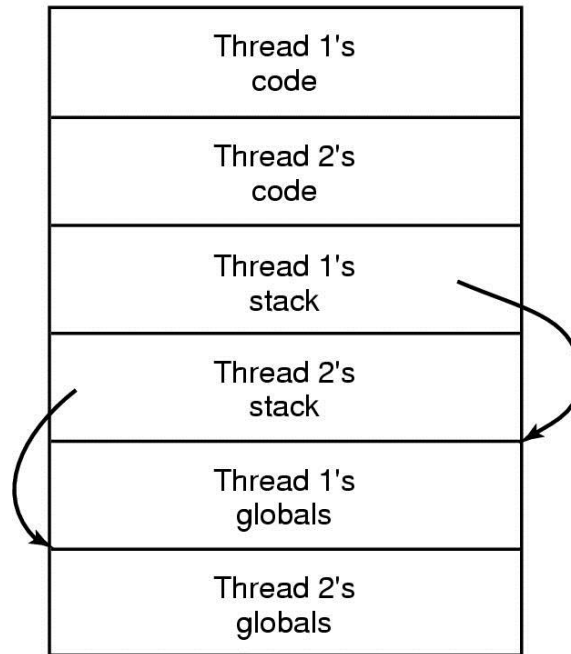 Thread 1's
code
Thread 2's
code
Thread 1's
stack
Thread 2's
stack
Thread 1's
globals
Thread 2's
globals